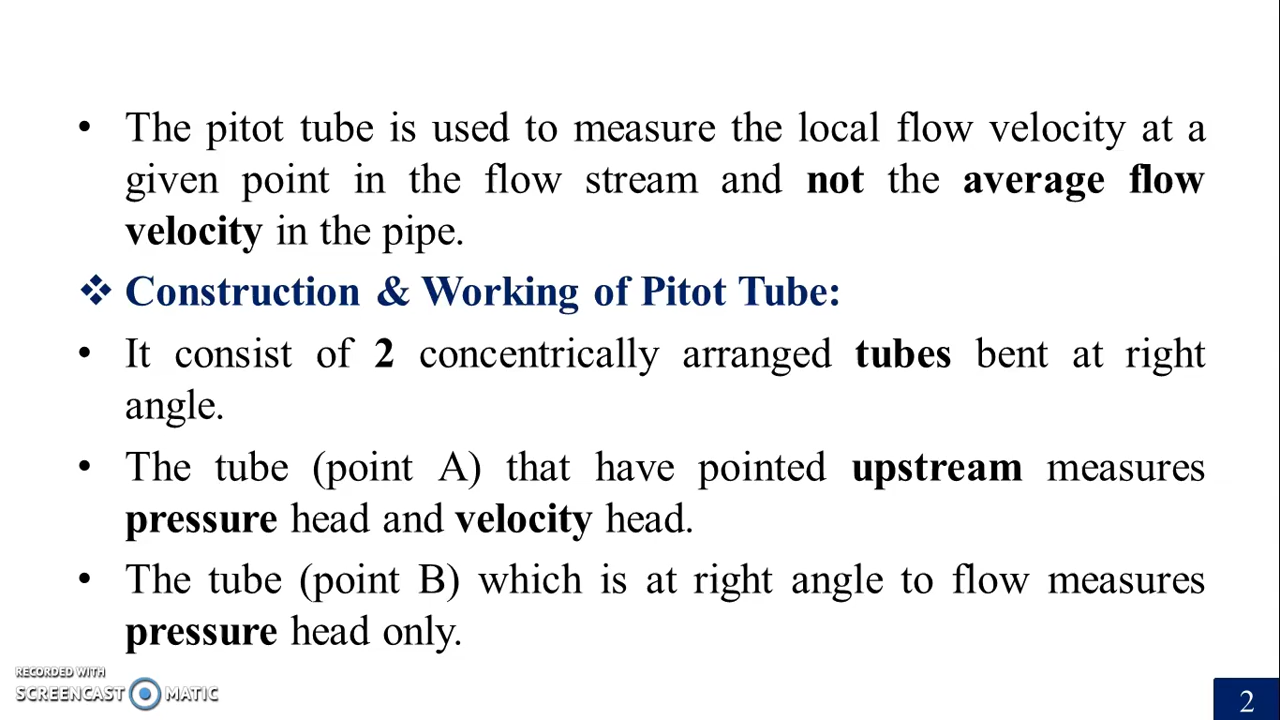 • The pitot tube is used to measure the local flow velocity at a
given point in the flow stream and not the average flow
velocity in the pipe.
❖ Construction & Working of Pitot Tube:
• It consist of 2 concentrically arranged tubes bent at right
angle.
• The tube (point A) that have pointed upstream measures
pressure head and velocity head.
• The tube (point B) which is at right angle to flow measures
pressure head only.
RECORDED WITH
SCREENCAST MATIC
2